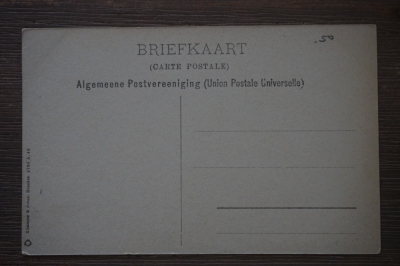 .50
BRIEFKAART
(CARTE POSTALE)
Algemeene Postvereeniging (Union Postale Universelle)